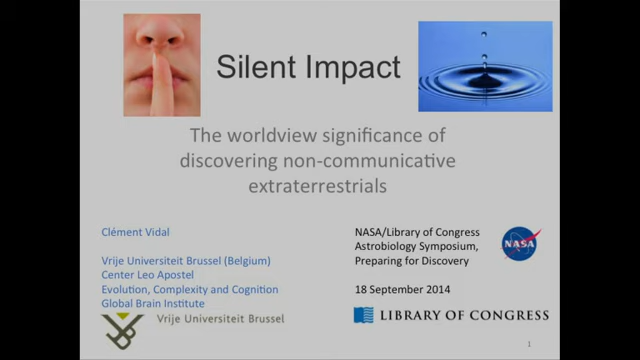 Silent Impact
The worldview significance of
discovering non-communicative
extraterrestrials
Clément Vidal
Vrije Universiteit Brussel (Belgium)
Center Leo Apostel
Evolution, Complexity and Cognition
Global Brain Institute
Vrije Universiteit Brussel
NASA/Library of Congress
Astrobiology Symposium,
Preparing for Discovery
18 September 2014
NASA
LIBRARY OF CONGRESS
1